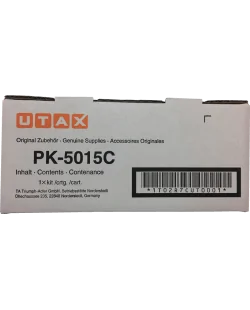 UTAX
Original Zubehör - Genuine Supplies - Accessoires Originales
PK-5015C
Inhalt - Contents - Contenance
1×kit./ctg. /cart.
TA Triumph-Adler GmbH, Betriebsstätte Norderstedt
Ohechaussee 235, 22848 Norderstedt, Germany